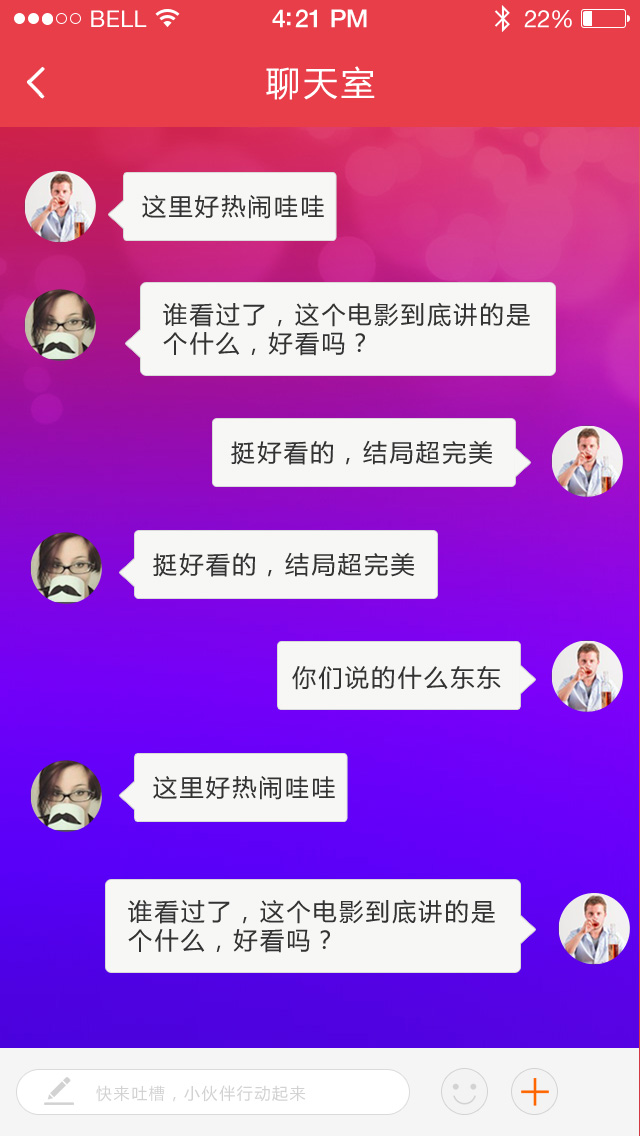 BELL 4:21 PM 22%
聊天室
这里好热闹哇哇
谁看过了，这个电影到底讲的是
个什么，好看吗？
挺好看的，结局超完美
挺好看的，结局超完美
你们说的什么东东
这里好热闹哇哇
谁看过了，这个电影到底讲的是
个什么，好看吗？
快来吐槽，小伙伴行动起来